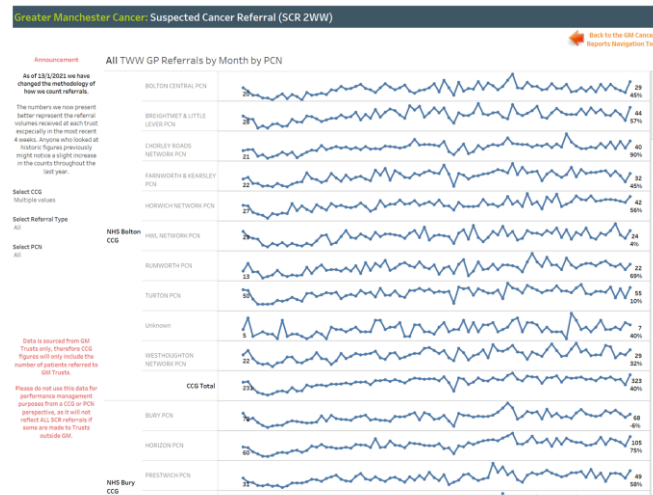 Greater Manchester Cancer: Suspected Cancer Referral (SCR 2WW)
Back to the GM Cance
Reports Navigation To
Announcement
All TWW GP Referrals by Month by PCN
As of 13/1/2021 we have
changed the methodology of
how we count referrals.
The numbers we now present
better represent the referral
volumes received at each trust
escpecially in the most recent
4 weeks. Anyone who looked at
historic figures previously
might notice a slight increase
in the counts throughout the
last year.
Select CCG
Multiple values
Select Referral Type
All
Select PCN
All
Data is sourced from GM
Trusts only, therefore CCG
figures will only include the
number of patients referred to
GM Trusts.
Please do not use this data for
performance management
purposes from a CCG or PCN
perspective, as it will not
reflect ALL SCR referrals if
some are made to Trusts
outside GM.
NHS Bolton
CCG
BOLTON CENTRAL PCN
20
29
45%
BREIGHTMET & LITTLE
LEVER PCN
28
44
57%
CHORLEY ROADS
NETWORK PCN
21
40
90%
FARNWORTH & KEARSLEY
PCN
22
32
45%
HORWICH NETWORK PCN
27
42
56%
HWL NETWORK PCN
24
4%
RUMWORTH PCN
13
22
69%
TURTON PCN
50
55
10%
Unknown
5
7
40%
WESTHOUGHTON
NETWORK PCN
22
29
32%
CCG Total
323
40%
NHS Bury
CCG
BURY PCN
68
-6%
HORIZON PCN
60
105
75%
PRESTWICH PCN
31
49
58%